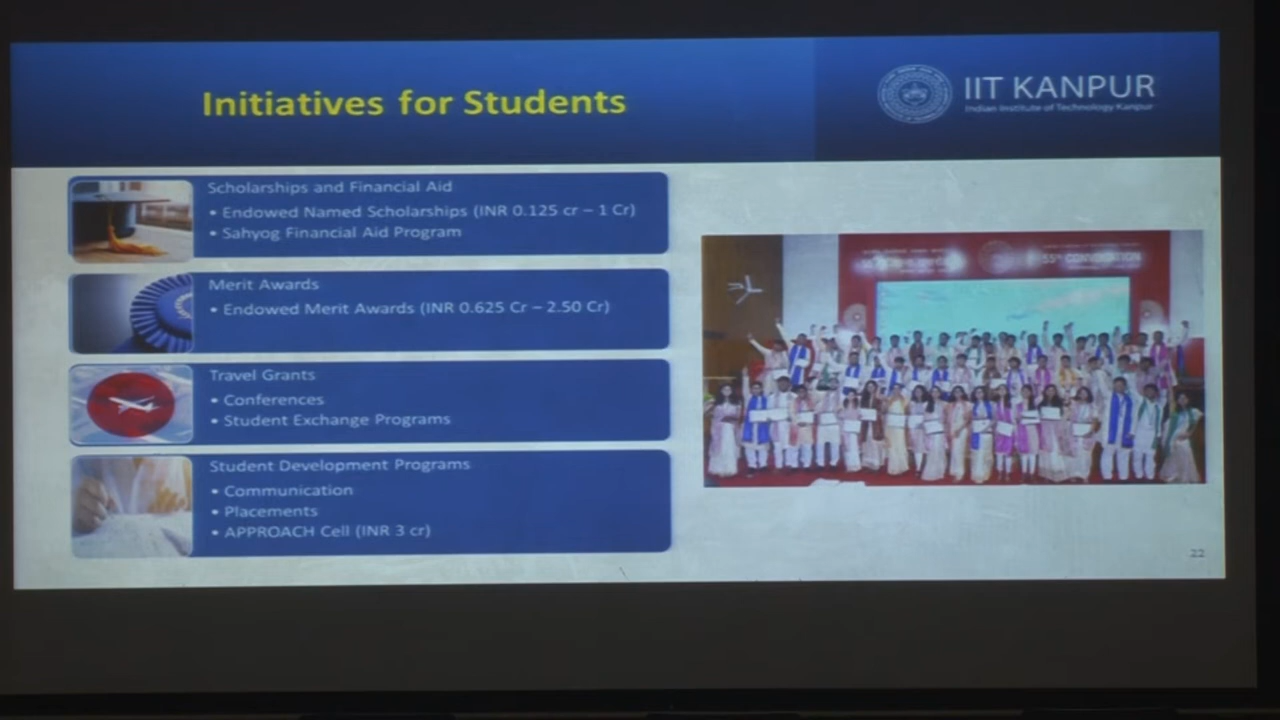 Initiatives for Students
IIT KANPUR
Indian Institute of Technology Kanpur
Scholarships and Financial Aid
• Endowed Named Scholarships (INR 0.125 cr – 1 Cr)
• Sahyog Financial Aid Program
Merit Awards
• Endowed Merit Awards (INR 0.625 Cr – 2.50 Cr)
Travel Grants
• Conferences
• Student Exchange Programs
Student Development Programs
• Communication
• Placements
• APPROACH Cell (INR 3 cr)
55th CONVOCATION
22